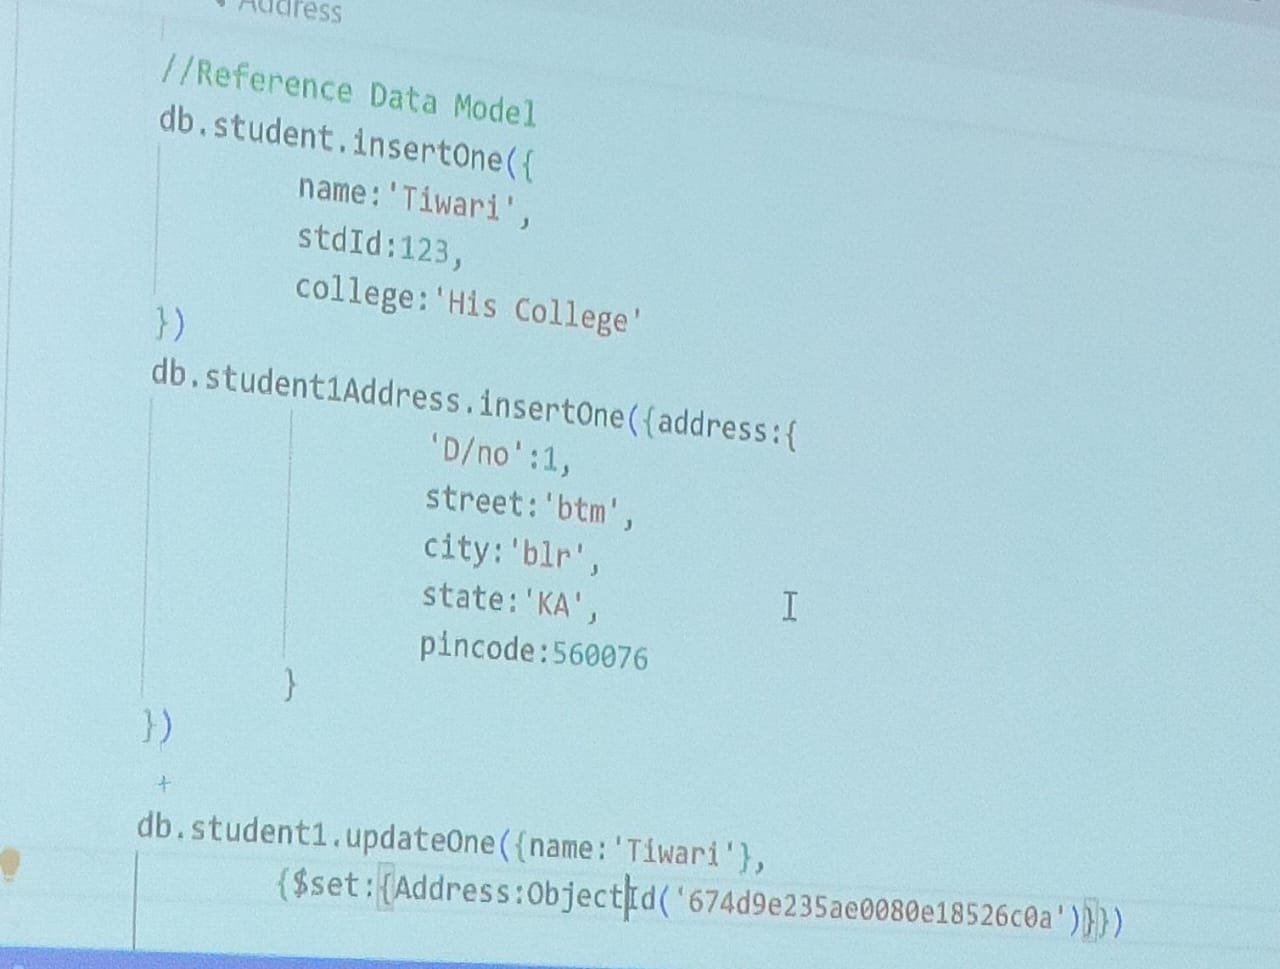 Address
//Reference Data Model
db.student.insertOne({
name:'Tiwari',
stdId:123,
college:'His College'
})
db.student1Address.insertOne({address:{
'D/no':1,
street:'btm',
city:'blr',
state:'KA',
pincode:560076
}
})
+
db.student1.updateOne({name:'Tiwari'},
{$set:{Address:ObjectId('674d9e235ae0080e18526c0a')}})